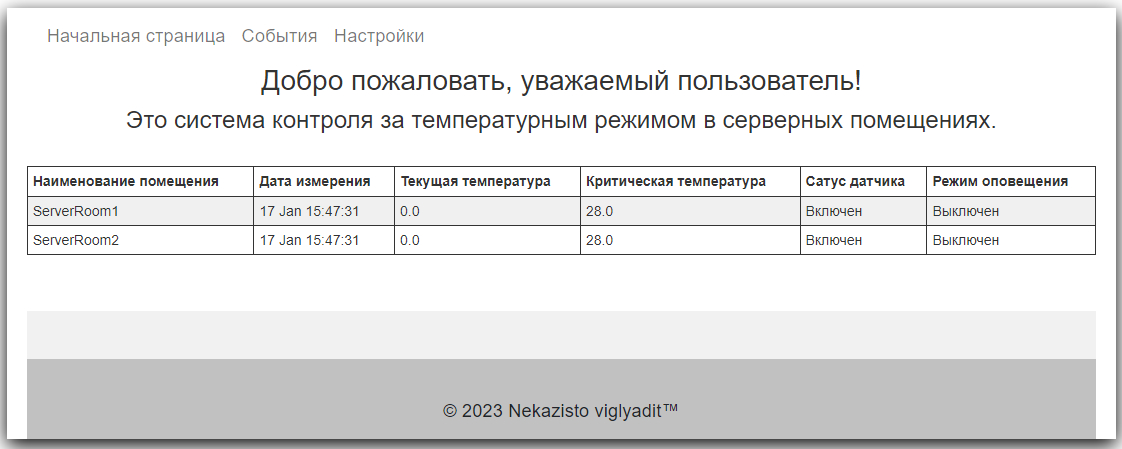 Начальная страница События Настройки
Добро пожаловать, уважаемый пользователь!
Это система контроля за температурным режимом в серверных помещениях.
Наименование помещения Дата измерения Текущая температура Критическая температура Сатус датчика Режим оповещения
ServerRoom1 17 Jan 15:47:31 0.0 28.0 Включен Выключен
ServerRoom2 17 Jan 15:47:31 0.0 28.0 Включен Выключен
© 2023 Nekazisto viglyadit™